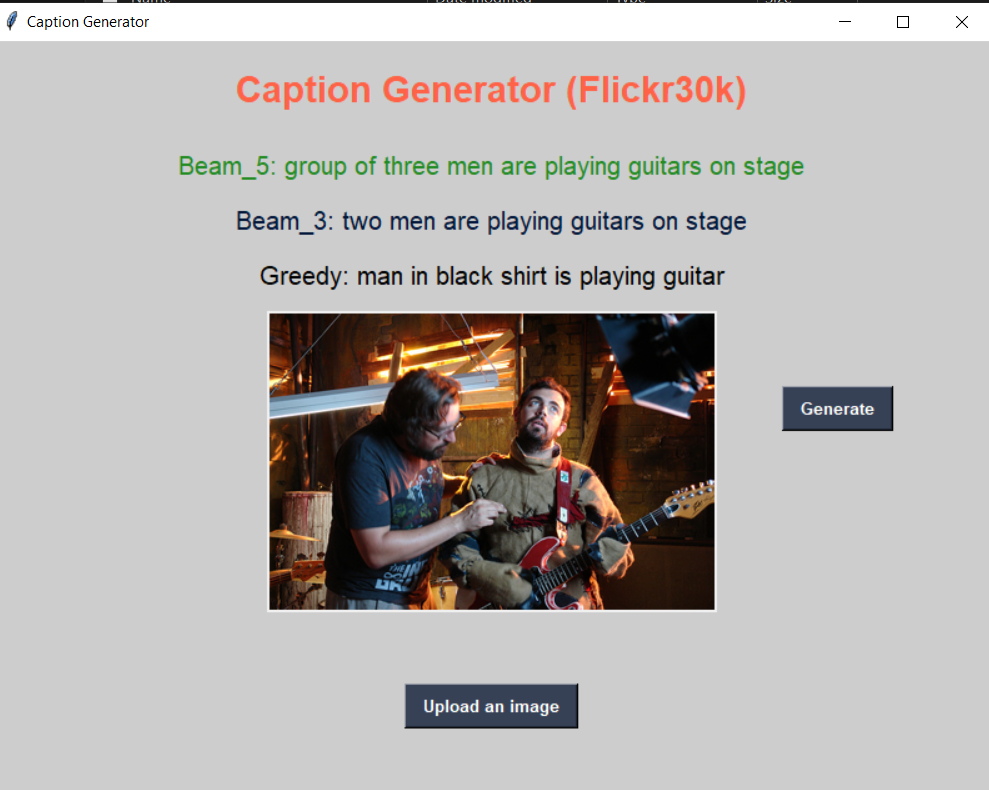 Caption Generator
Caption Generator (Flickr30k)
Beam_5: group of three men are playing guitars on stage
Beam_3: two men are playing guitars on stage
Greedy: man in black shirt is playing guitar
Generate
THE
Upload an image